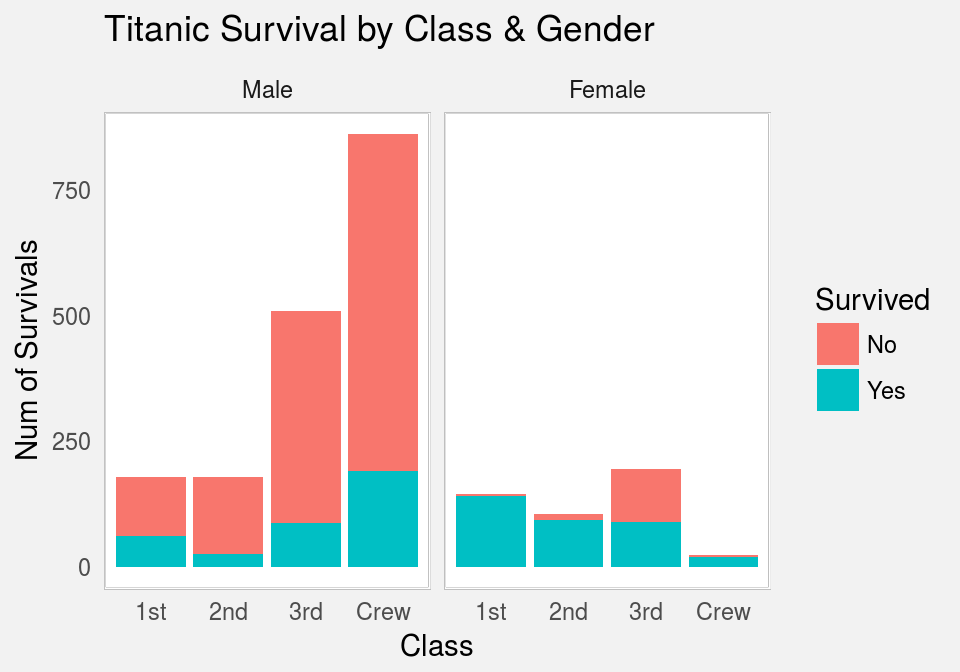 Titanic Survival by Class & Gender
Male
Female
Num of Survivals
750
500
250
0
1st 2nd 3rd Crew
1st 2nd 3rd Crew
Class
Survived
No
Yes